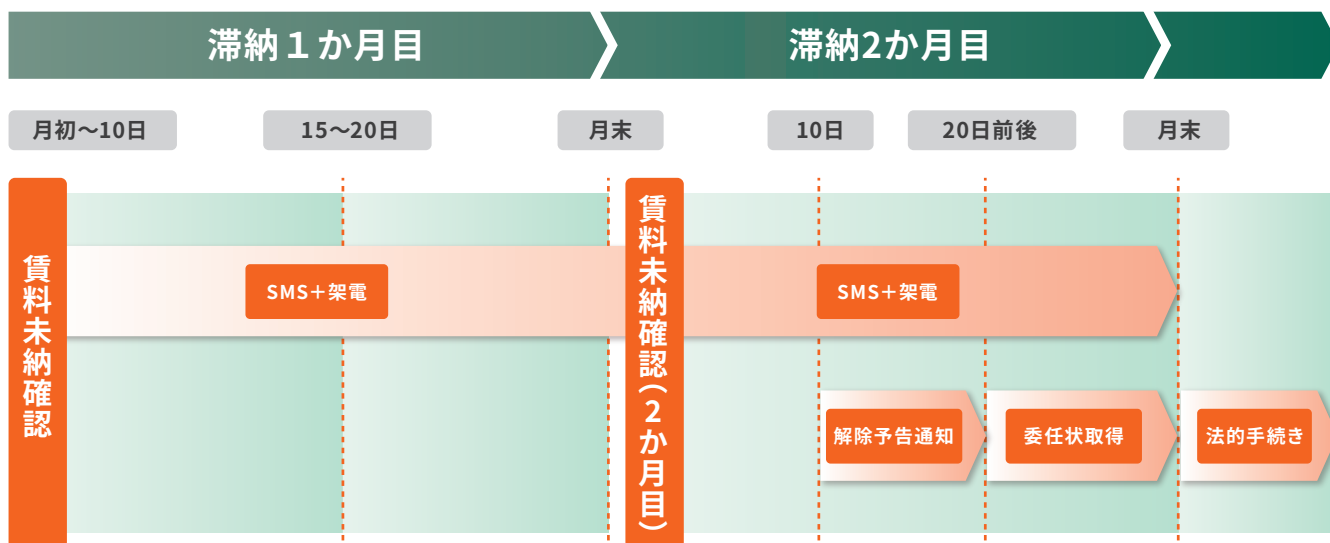 滞納１か月目
滞納2か月目
月初～10日
15～20日
月末
10日
20日前後
月末
賃料未納確認
SMS＋架電
賃料未納確認（2か月目）
SMS＋架電
解除予告通知
委任状取得
法的手続き